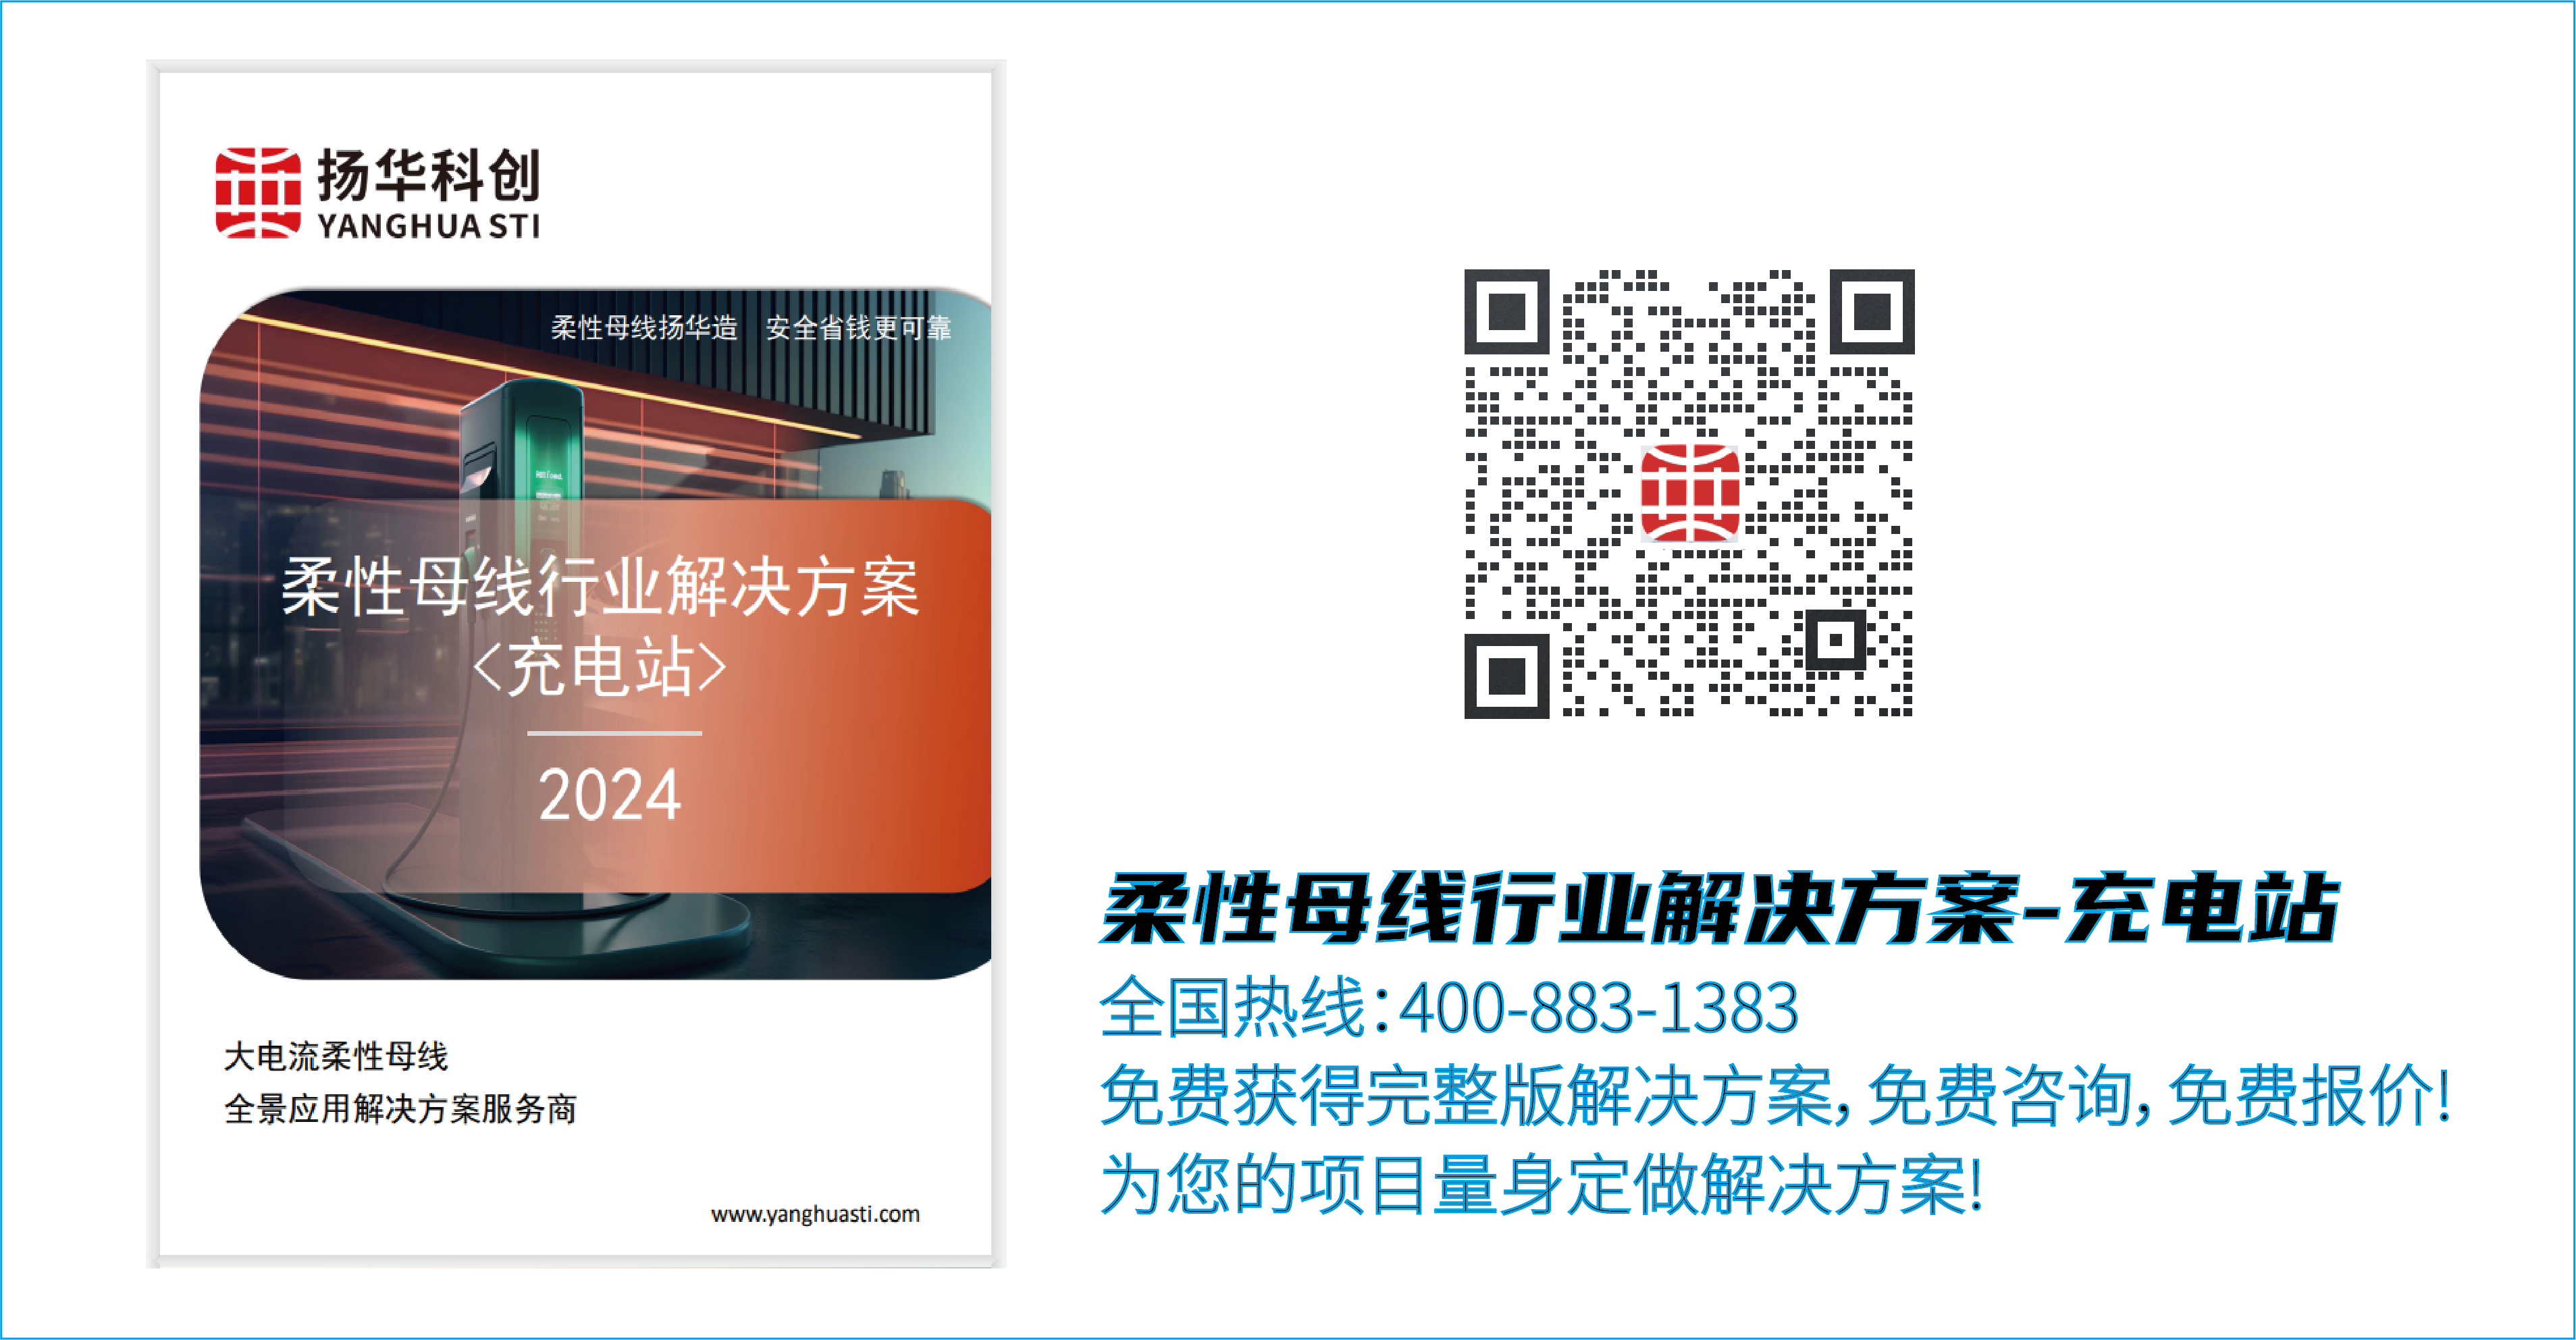 扬华科创
YANGHUA STI
柔性母线扬华造 安全省钱更可靠
柔性母线行业解决方案
<充电站>
2024
大电流柔性母线
全景应用解决方案服务商
www.yanghuasti.com
柔性母线行业解决方案-充电站
全国热线：400-883-1383
免费获得完整版解决方案，免费咨询，免费报价！
为您的项目量身定做解决方案！